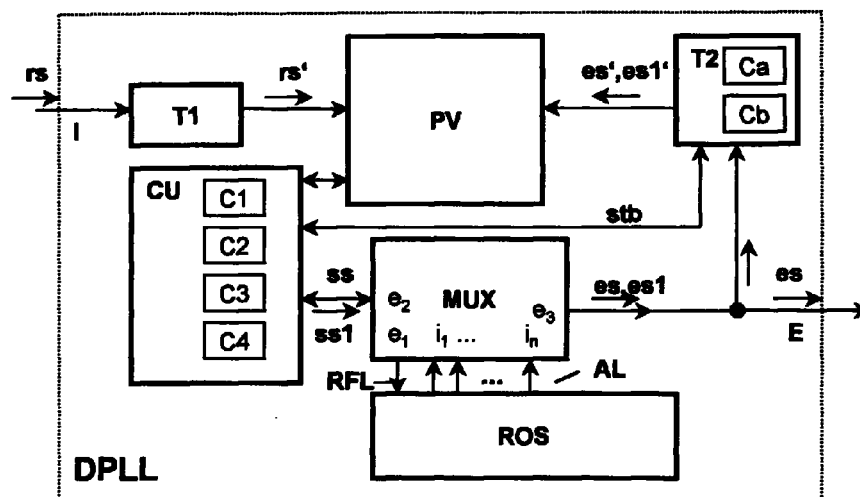 rs
I
T1
rs‘
PV
es‘,es1‘
T2
Ca
Cb
CU
C1
C2
C3
C4
stb
ss
ss1
e2
MUX
e3
e1
i1 ...
in
es,es1
es
E
RFL
...
AL
ROS
DPLL